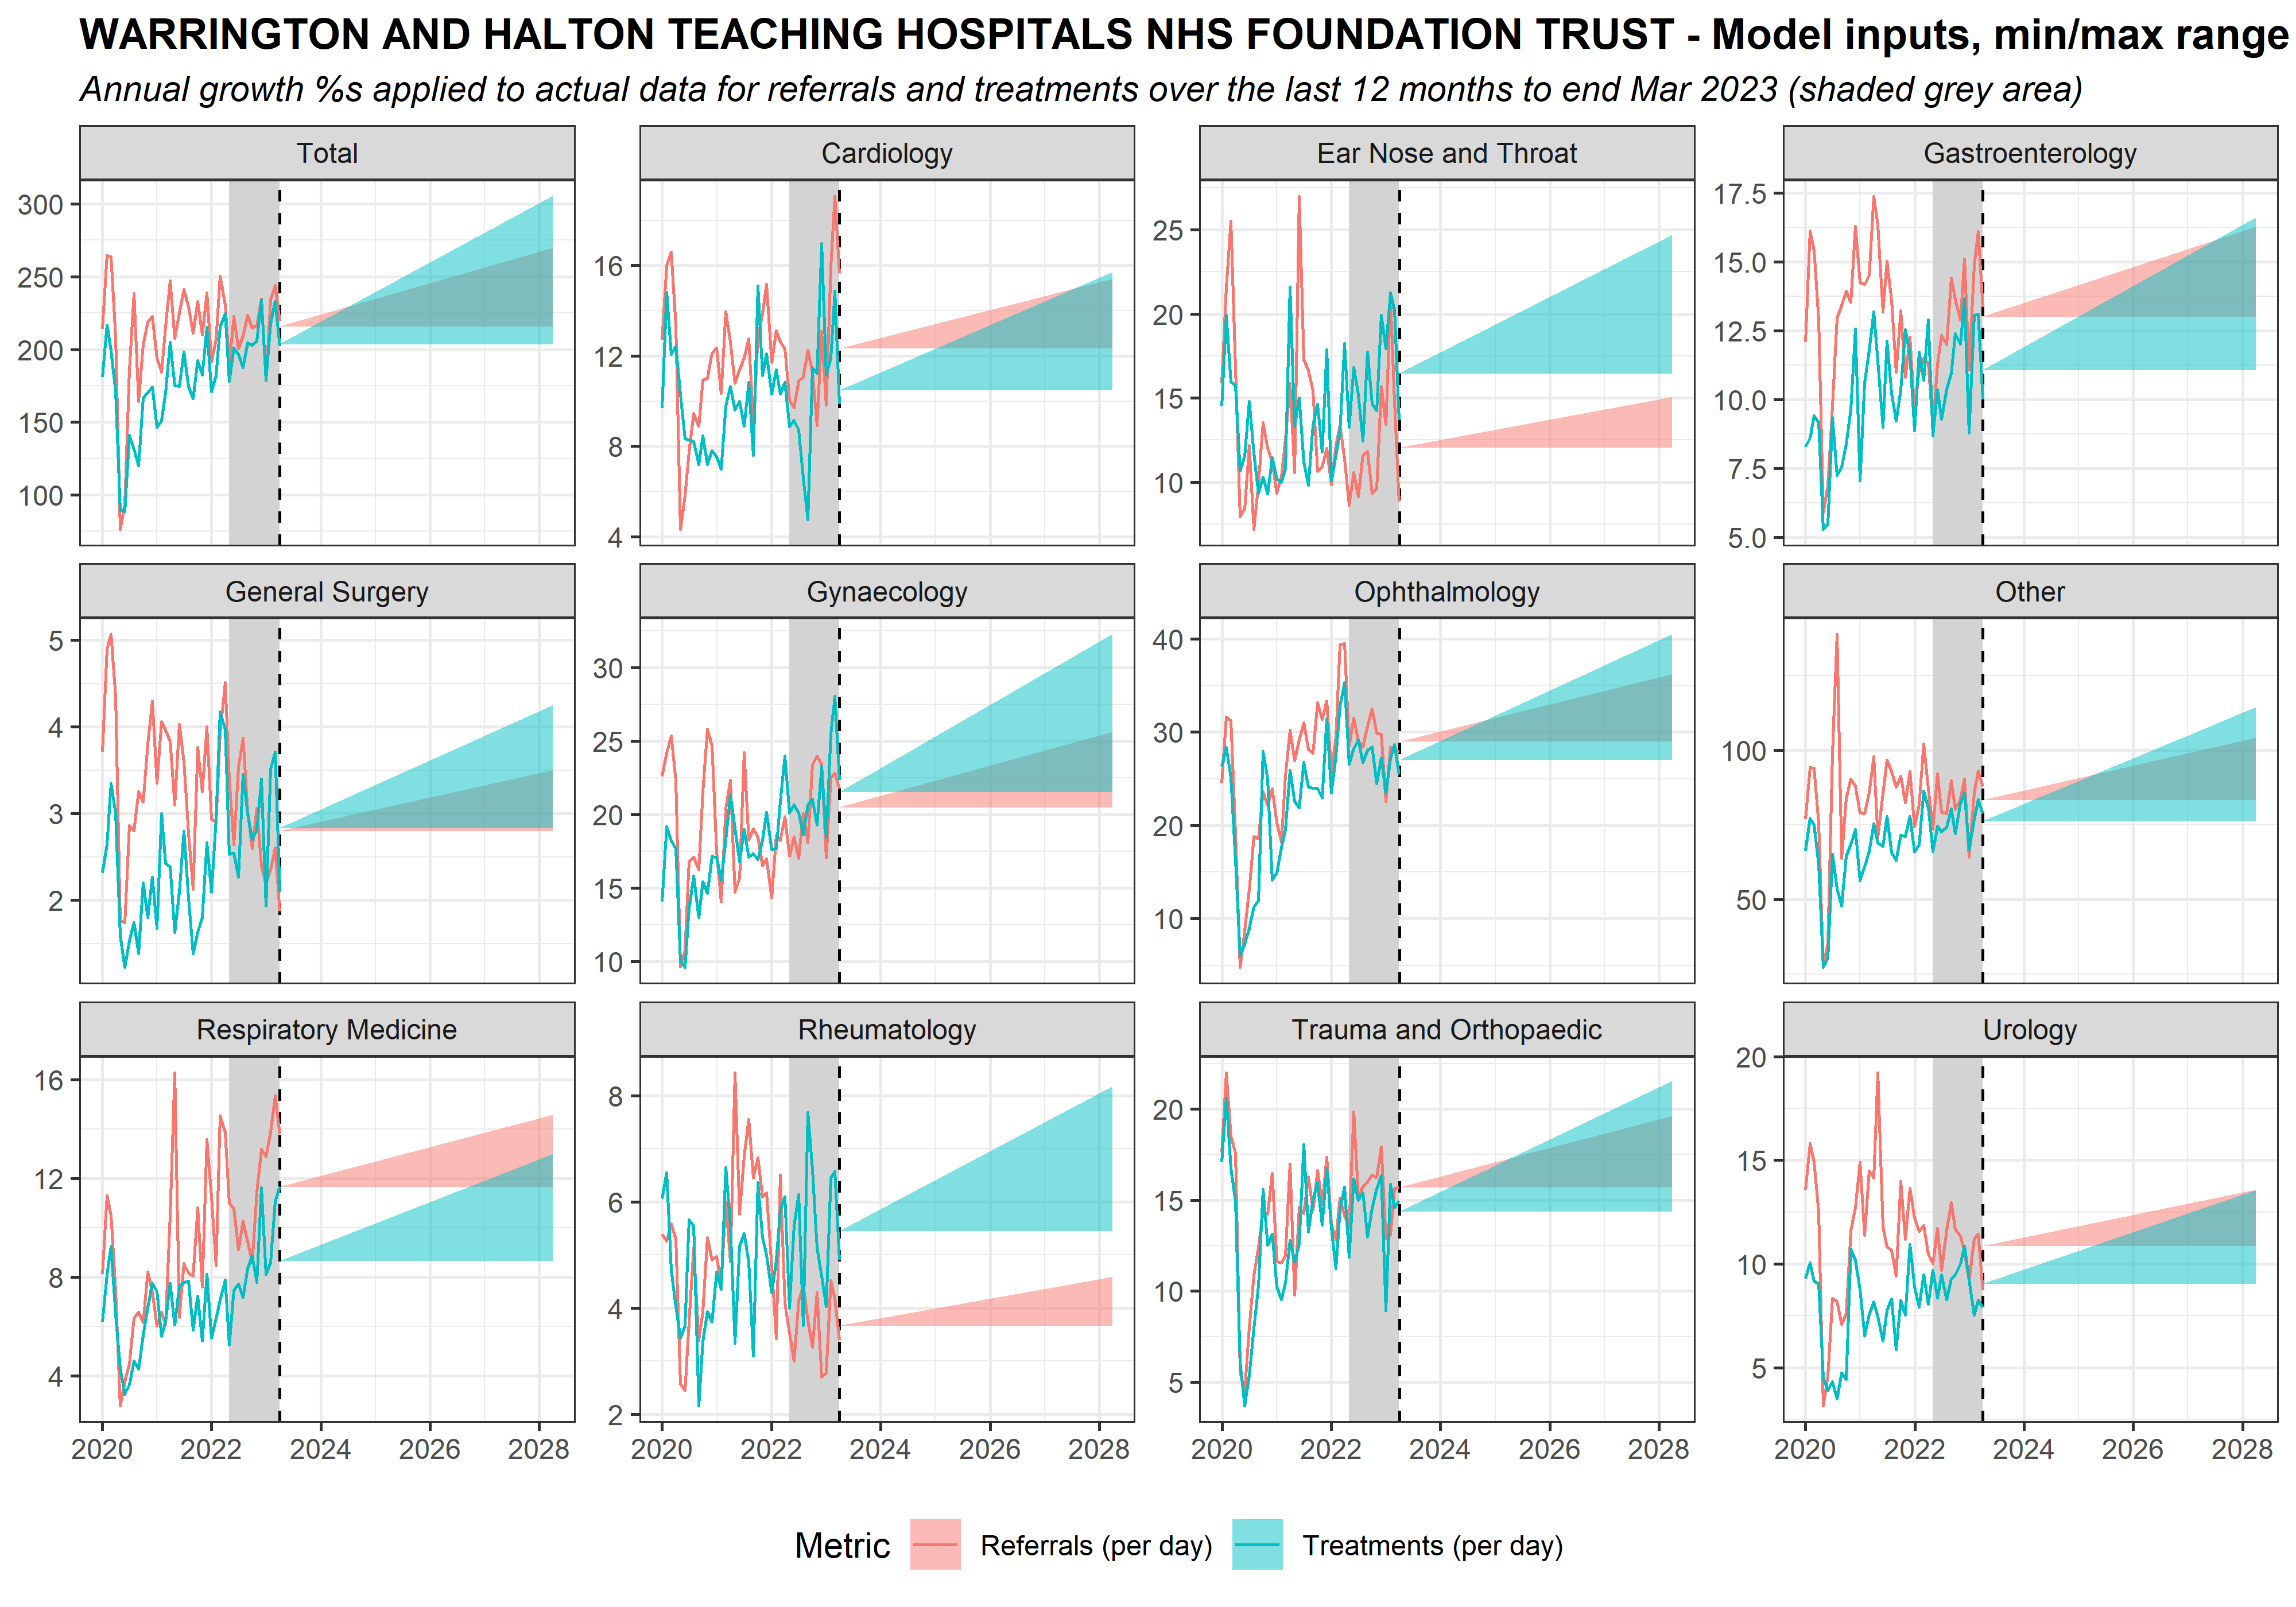 WARRINGTON AND HALTON TEACHING HOSPITALS NHS FOUNDATION TRUST - Model inputs, min/max range
Annual growth %s applied to actual data for referrals and treatments over the last 12 months to end Mar 2023 (shaded grey area)
Total
Cardiology
Ear Nose and Throat
Gastroenterology
300
250
200
150
100
16
12
8
4
25
20
15
10
17.5
15.0
12.5
10.0
7.5
5.0
General Surgery
Gynaecology
Ophthalmology
Other
5
4
3
2
30
25
20
15
10
40
30
20
10
100
50
Respiratory Medicine
Rheumatology
Trauma and Orthopaedic
Urology
16
12
8
4
8
6
4
2
20
15
10
5
20
15
10
5
2020 2022 2024 2026 2028
2020 2022 2024 2026 2028
2020 2022 2024 2026 2028
2020 2022 2024 2026 2028
Metric Referrals (per day) Treatments (per day)